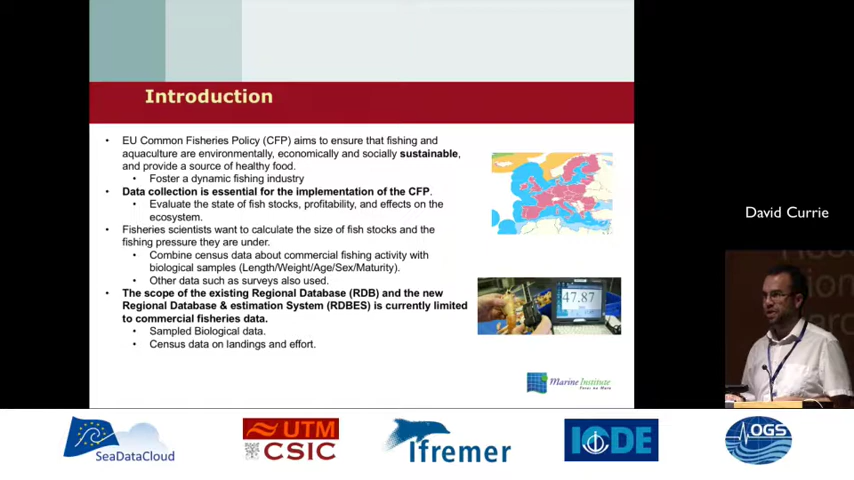 Introduction
• EU Common Fisheries Policy (CFP) aims to ensure that fishing and
aquaculture are environmentally, economically and socially sustainable,
and provide a source of healthy food.
• Foster a dynamic fishing industry
• Data collection is essential for the implementation of the CFP.
• Evaluate the state of fish stocks, profitability, and effects on the
ecosystem.
• Fisheries scientists want to calculate the size of fish stocks and the
fishing pressure they are under.
• Combine census data about commercial fishing activity with
biological samples (Length/Weight/Age/Sex/Maturity).
• Other data such as surveys also used.
• The scope of the existing Regional Database (RDB) and the new
Regional Database & estimation System (RDBES) is currently limited
to commercial fisheries data.
• Sampled Biological data.
• Census data on landings and effort.
47.87
Marine Institute
Foras na Mara
David Currie
SeaDataCloud
UTM
CSIC
Ifremer
IODE
OGS